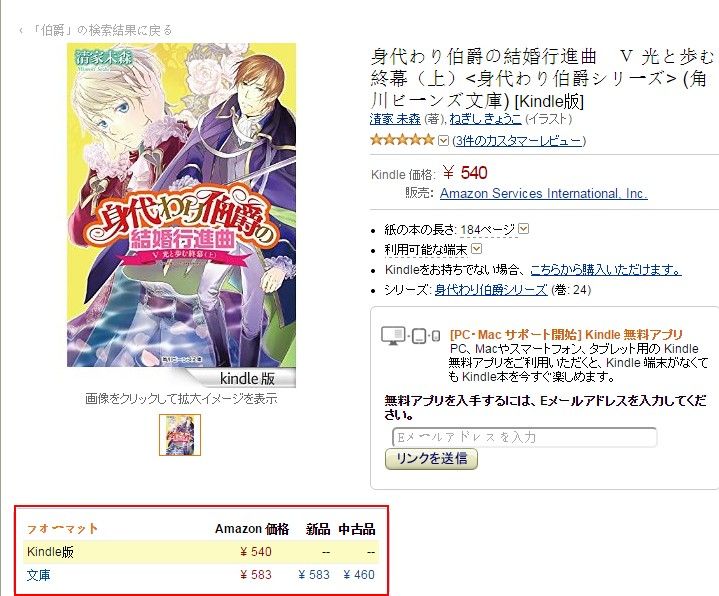 ‹ 「伯爵」の検索結果に戻る
清家未森
身代わり伯爵の
結婚行進曲
V 光と歩む終幕(上)
角川ビーンズ文庫
kindle 版
画像をクリックして拡大イメージを表示
身代わり伯爵の結婚行進曲 V 光と歩む
終幕（上）<身代わり伯爵シリーズ> (角
川ビーンズ文庫) [Kindle版]
清家 未森 (著), ねぎし きょうこ (イラスト)
(3件のカスタマーレビュー)
Kindle 価格: ¥ 540
販売: Amazon Services International, Inc.
• 紙の本の長さ: 184ページ
• 利用可能な端末
• Kindleをお持ちでない場合、こちらから購入いただけます。
• シリーズ: 身代わり伯爵シリーズ (巻: 24)
[PC・Mac サポート開始] Kindle 無料アプリ
PC、Macやスマートフォン、タブレット用の Kindle
無料アプリをご利用いただくと、Kindle 端末がなくて
も Kindle本を今すぐ楽しめます。
無料アプリを入手するには、Eメールアドレスを入力してくだ
さい。
Eメールアドレスを入力
リンクを送信
フォーマット Amazon 価格 新品 中古品
Kindle版 ¥ 540 -- --
文庫 ¥ 583 ¥ 583 ¥ 460